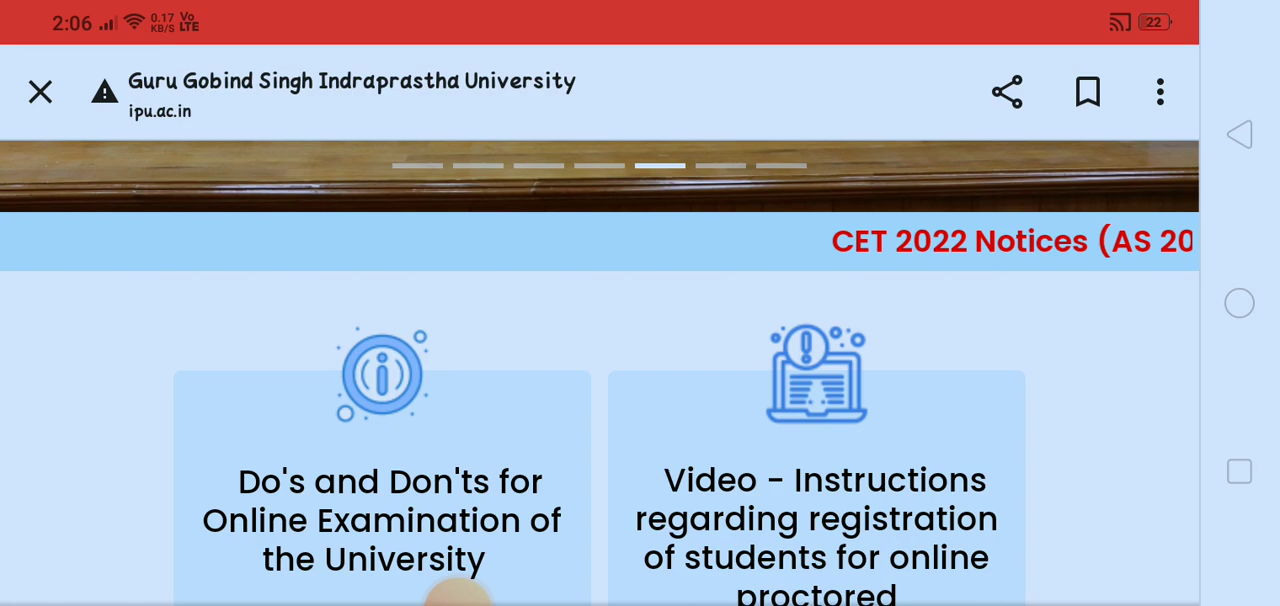 2:06 0.17 KB/S Vo LTE 22
Guru Gobind Singh Indraprastha University
ipu.ac.in
CET 2022 Notices (AS 20
Do's and Don'ts for
Online Examination of
the University
Video - Instructions
regarding registration
of students for online
proctored